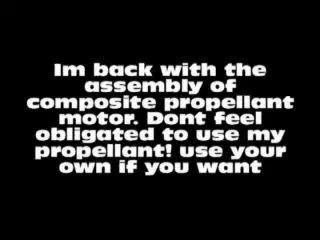 Im back with the
assembly of
composite propellant
motor. Dont feel
obligated to use my
propellant! use your
own if you want